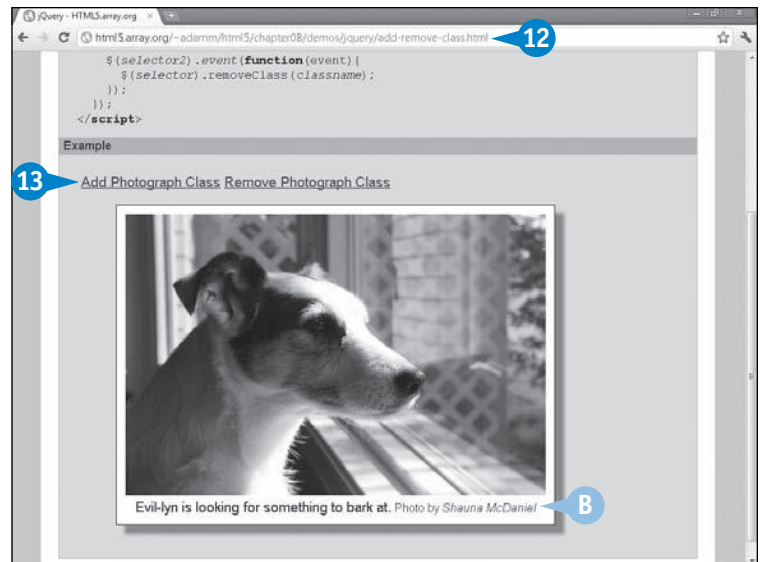 jQuery - HTML5.array.org
html5.array.org/~adamm/html5/chapter08/demos/jquery/add-remove-class.html
12
$(selector2).event(function(event){
$(selector).removeClass(classname);
});
});
</script>
Example
13
Add Photograph Class Remove Photograph Class
Evil-lyn is looking for something to bark at. Photo by Shauna McDaniel
B